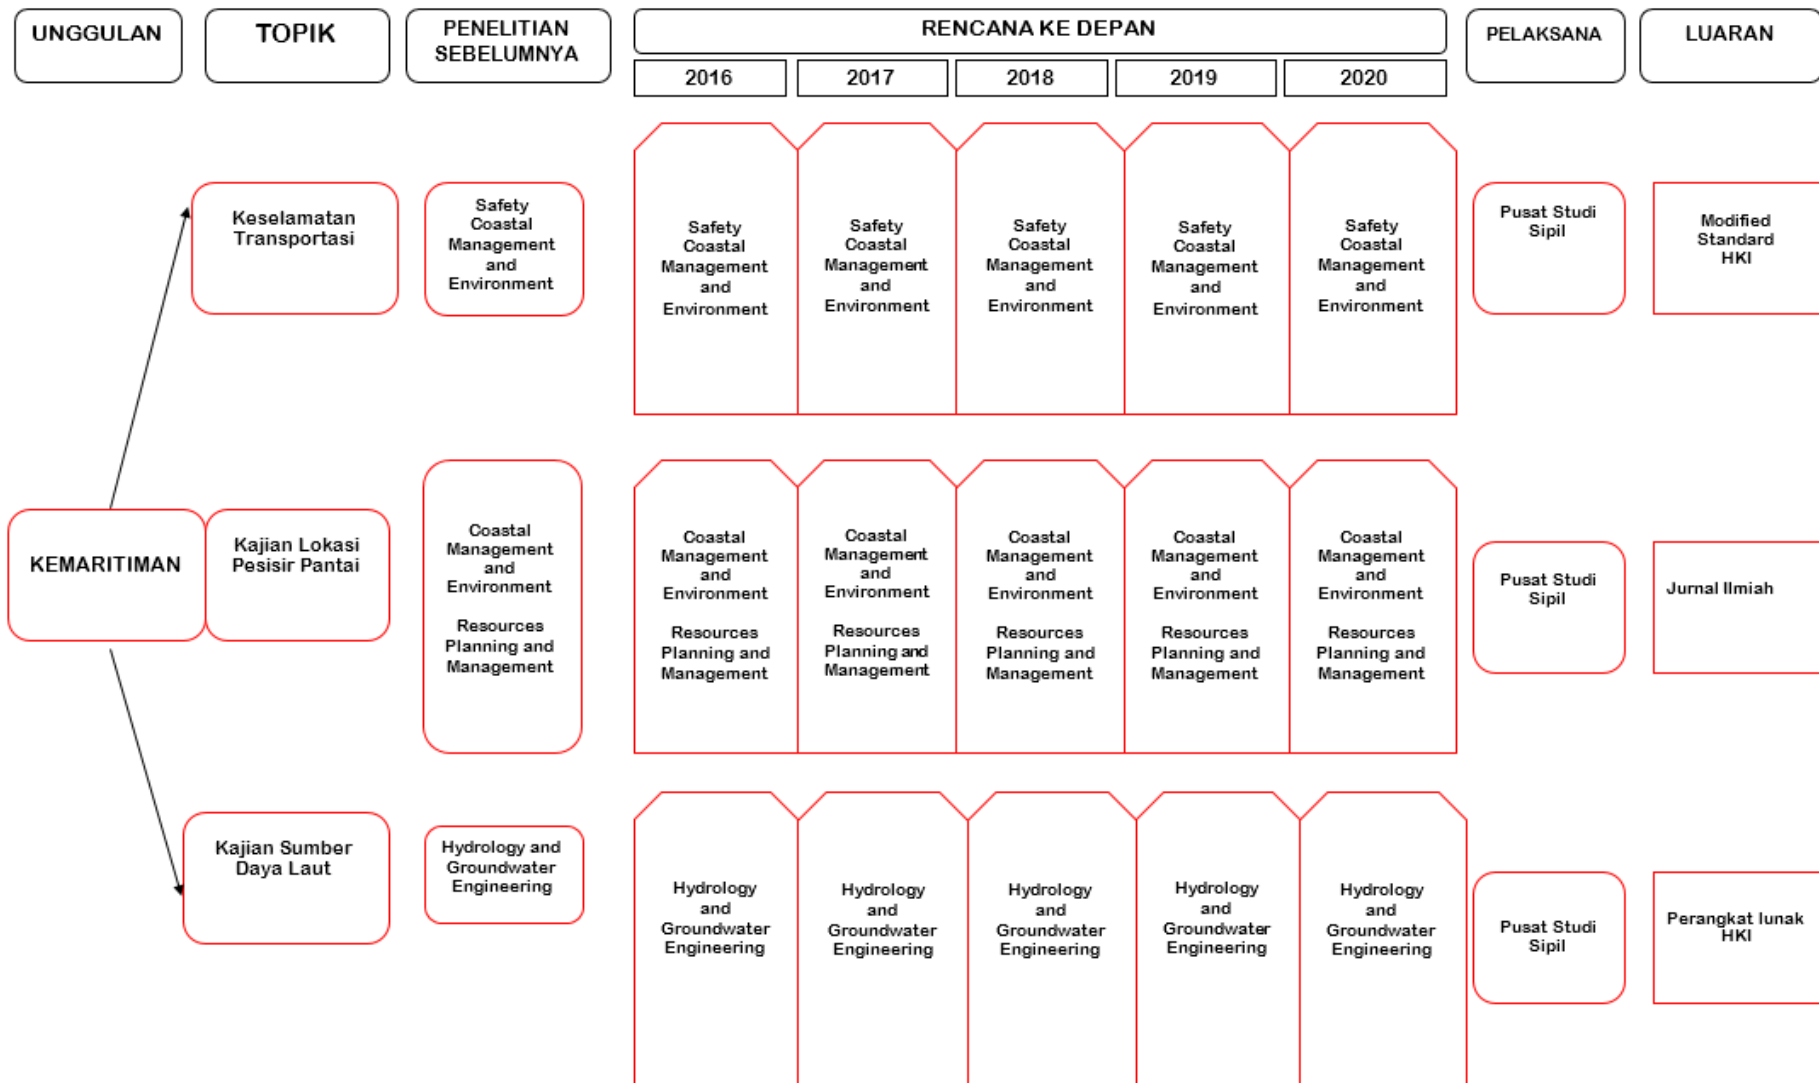 UNGGULAN
TOPIK
PENELITIAN
SEBELUMNYA
RENCANA KE DEPAN
2016
2017
2018
2019
2020
PELAKSANA
LUARAN
Keselamatan
Transportasi
Safety
Coastal
Management
and
Environment
Safety
Coastal
Management
and
Environment
Safety
Coastal
Management
and
Environment
Safety
Coastal
Management
and
Environment
Safety
Coastal
Management
and
Environment
Safety
Coastal
Management
and
Environment
Pusat Studi
Sipil
Modified
Standard
HKI
KEMARITIMAN
Kajian Lokasi
Pesisir Pantai
Coastal
Management
and
Environment
Resources
Planning and
Management
Coastal
Management
and
Environment
Resources
Planning and
Management
Coastal
Management
and
Environment
Resources
Planning and
Management
Coastal
Management
and
Environment
Resources
Planning and
Management
Coastal
Management
and
Environment
Resources
Planning and
Management
Coastal
Management
and
Environment
Resources
Planning and
Management
Pusat Studi
Sipil
Jurnal Ilmiah
Kajian Sumber
Daya Laut
Hydrology and
Groundwater
Engineering
Hydrology
and
Groundwater
Engineering
Hydrology
and
Groundwater
Engineering
Hydrology
and
Groundwater
Engineering
Hydrology
and
Groundwater
Engineering
Hydrology
and
Groundwater
Engineering
Pusat Studi
Sipil
Perangkat lunak
HKI